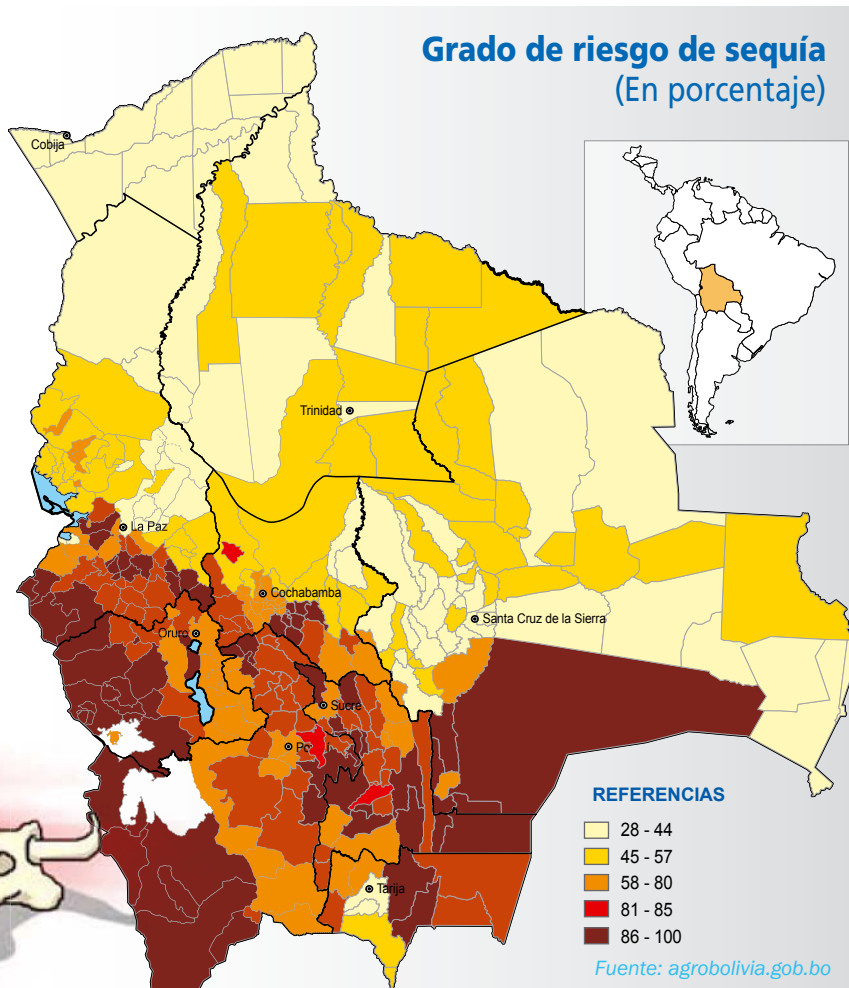 Grado de riesgo de sequía
(En porcentaje)
Cobija
Trinidad
La Paz
Cochabamba
Santa Cruz de la Sierra
Oruro
Sucre
Po
Tarija
REFERENCIAS
28 - 44
45 - 57
58 - 80
81 - 85
86 - 100
Fuente: agrobolivia.gob.bo